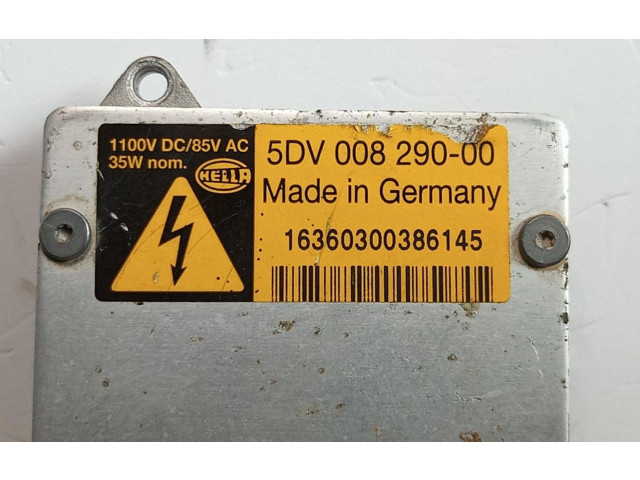 1100V DC/85V AC
35W nom.
HELLA
5DV 008 290-00
Made in Germany
16360300386145